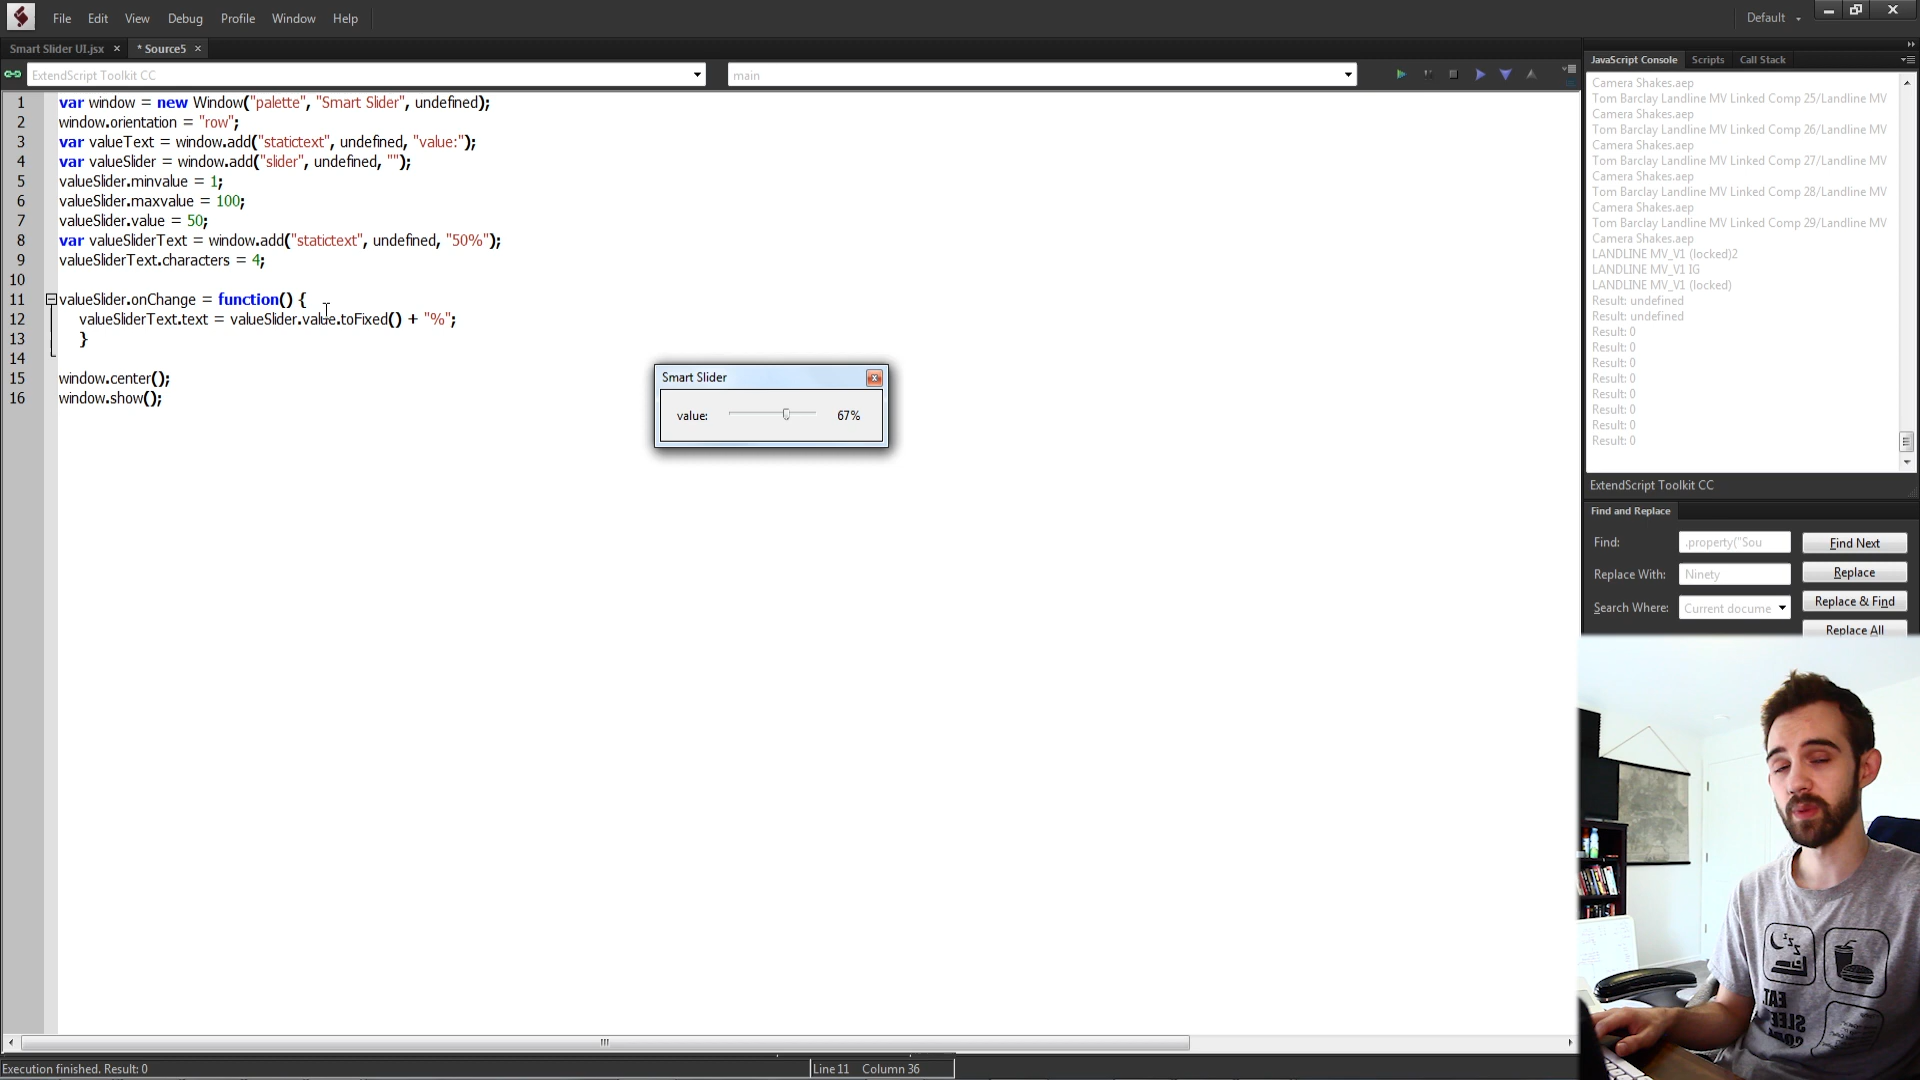 File Edit View Debug Profile Window Help
Default
Smart Slider UI.jsx × * Source5 ×
ExtendScript Toolkit CC
main
1 var window = new Window("palette", "Smart Slider", undefined);
2 window.orientation = "row";
3 var valueText = window.add("statictext", undefined, "value:");
4 var valueSlider = window.add("slider", undefined, "");
5 valueSlider.minvalue = 1;
6 valueSlider.maxvalue = 100;
7 valueSlider.value = 50;
8 var valueSliderText = window.add("statictext", undefined, "50%");
9 valueSliderText.characters = 4;
10
11 valueSlider.onChange = function() {
12 valueSliderText.text = valueSlider.value.toFixed() + "%";
13 }
14
15 window.center();
16 window.show();
Smart Slider
value: 67%
JavaScript Console Scripts Call Stack
Camera Shakes.aep
Tom Barclay Landline MV Linked Comp 25/Landline MV
Camera Shakes.aep
Tom Barclay Landline MV Linked Comp 26/Landline MV
Camera Shakes.aep
Tom Barclay Landline MV Linked Comp 27/Landline MV
Camera Shakes.aep
Tom Barclay Landline MV Linked Comp 28/Landline MV
Camera Shakes.aep
Tom Barclay Landline MV Linked Comp 29/Landline MV
Camera Shakes.aep
LANDLINE MV_V1 (locked)2
LANDLINE MV_V1 IG
LANDLINE MV_V1 (locked)
Result: undefined
Result: undefined
Result: 0
Result: 0
Result: 0
Result: 0
Result: 0
Result: 0
Result: 0
Result: 0
ExtendScript Toolkit CC
Find and Replace
Find: .property("Sou Find Next
Replace With: Ninety Replace
Search Where: Current docume Replace & Find
Replace All
EAT
Execution finished. Result: 0
Line 11 Column 36